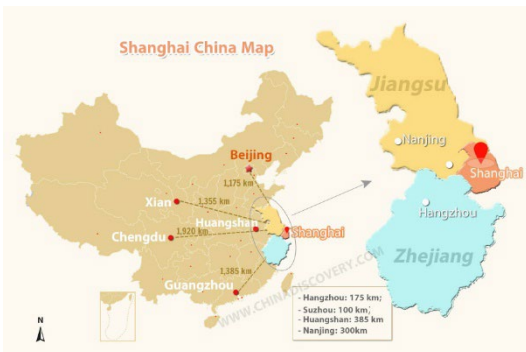 Shanghai China Map
Jiangsu
Nanjing
Shanghai
Hangzhou
Zhejiang
Beijing
1,175 km
Xian
1,355 km
Huangshan
Shanghai
Chengdu
1,920 km
1,385 km
Guangzhou
WWW.CHINADISCOVERY.COM
- Hangzhou: 175 km;
- Suzhou: 100 km;
- Huangshan: 385 km
- Nanjing: 300km
N